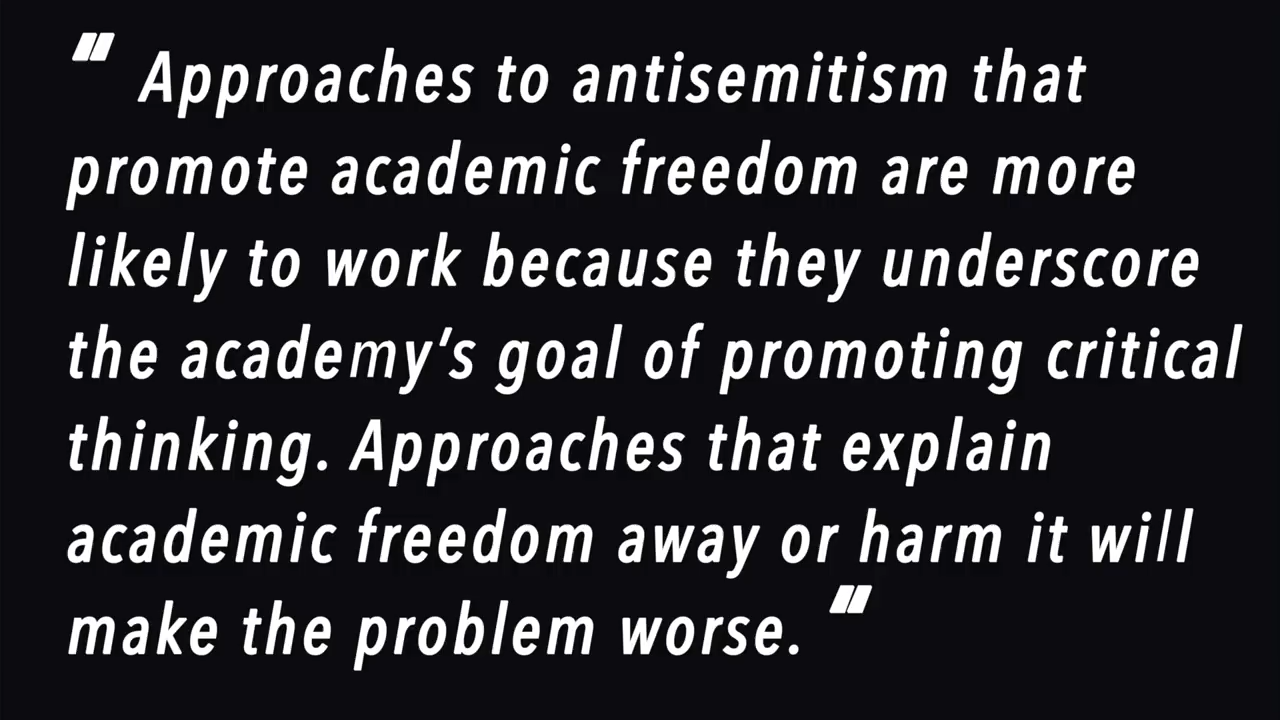 " Approaches to antisemitism that
promote academic freedom are more
likely to work because they underscore
the academy’s goal of promoting critical
thinking. Approaches that explain
academic freedom away or harm it will
make the problem worse. "